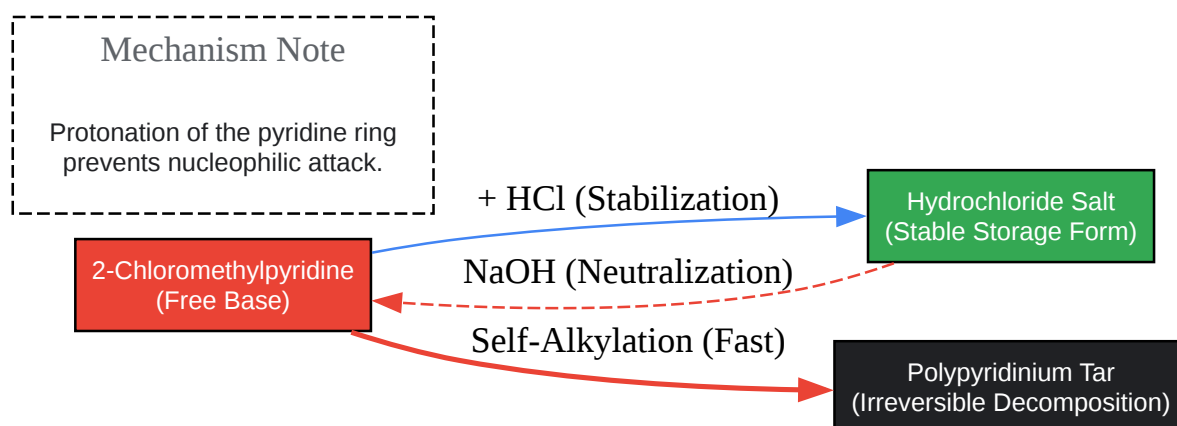 Mechanism Note
Protonation of the pyridine ring
prevents nucleophilic attack.
+ HCl (Stabilization)
Hydrochloride Salt
(Stable Storage Form)
2-Chloromethylpyridine
(Free Base)
NaOH (Neutralization)
Self-Alkylation (Fast)
Polypyridinium Tar
(Irreversible Decomposition)